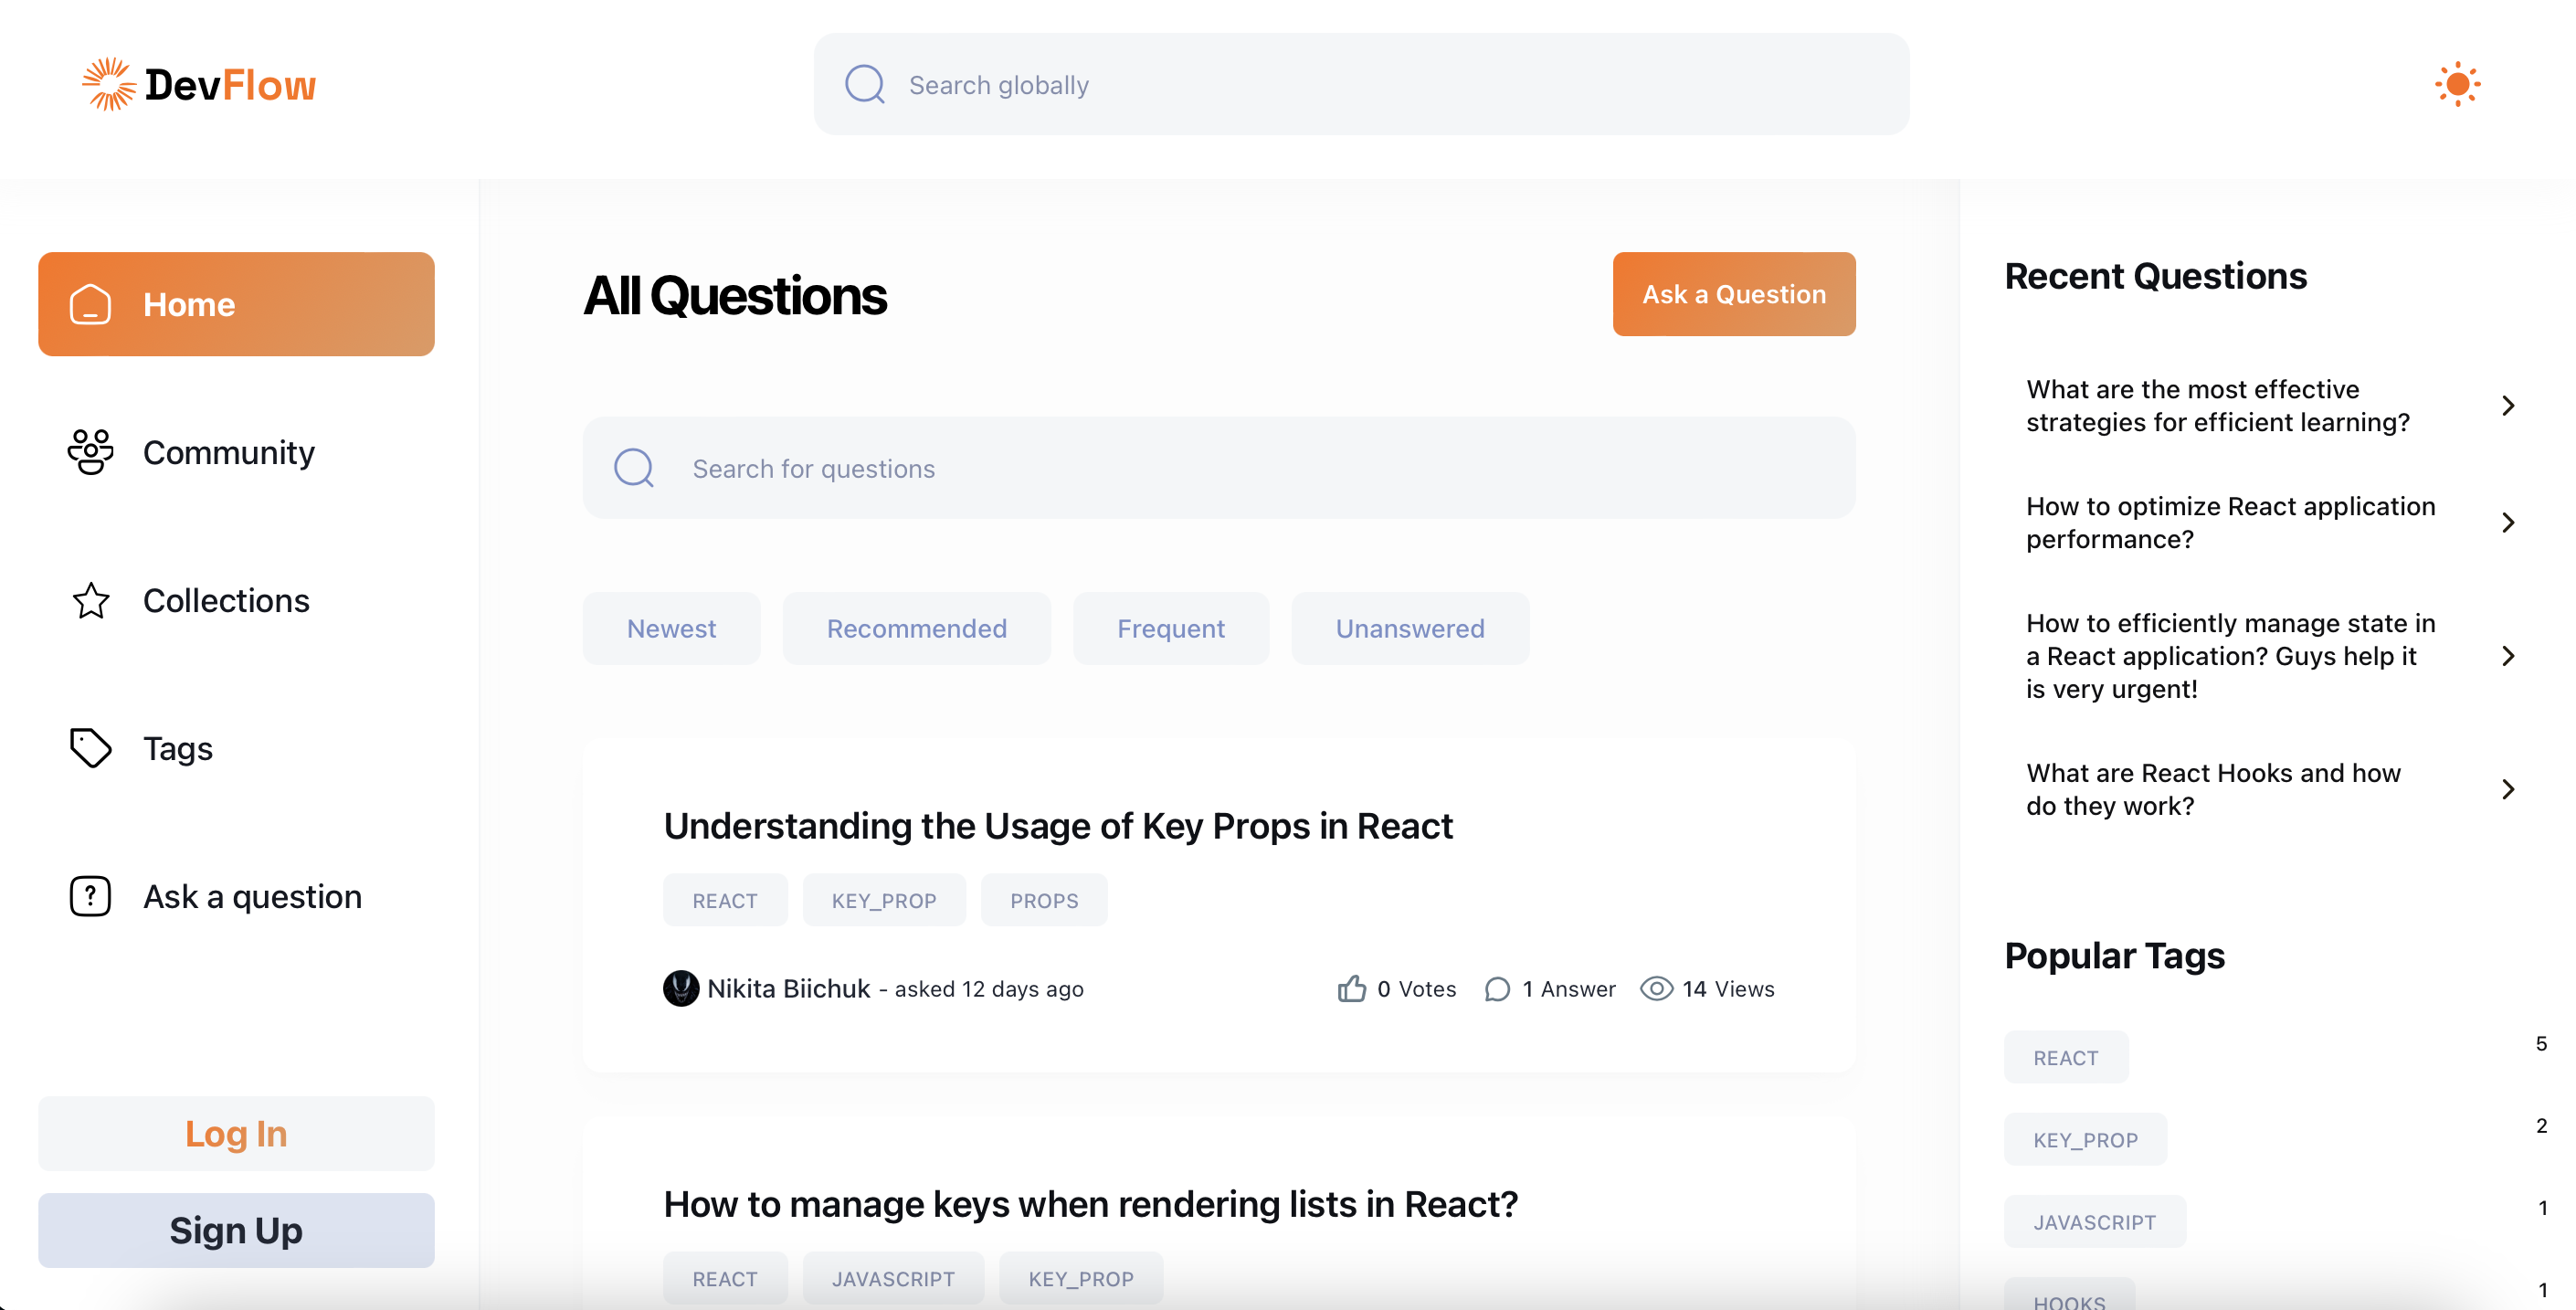 DevFlow
Search globally
Home
Community
Collections
Tags
Ask a question
Log In
Sign Up
All Questions
Ask a Question
Search for questions
Newest
Recommended
Frequent
Unanswered
Understanding the Usage of Key Props in React
REACT
KEY_PROP
PROPS
Nikita Biichuk - asked 12 days ago
0 Votes
1 Answer
14 Views
How to manage keys when rendering lists in React?
REACT
JAVASCRIPT
KEY_PROP
Recent Questions
What are the most effective
strategies for efficient learning?
How to optimize React application
performance?
How to efficiently manage state in
a React application? Guys help it
is very urgent!
What are React Hooks and how
do they work?
Popular Tags
REACT 5
KEY_PROP 2
JAVASCRIPT 1
HOOKS 1